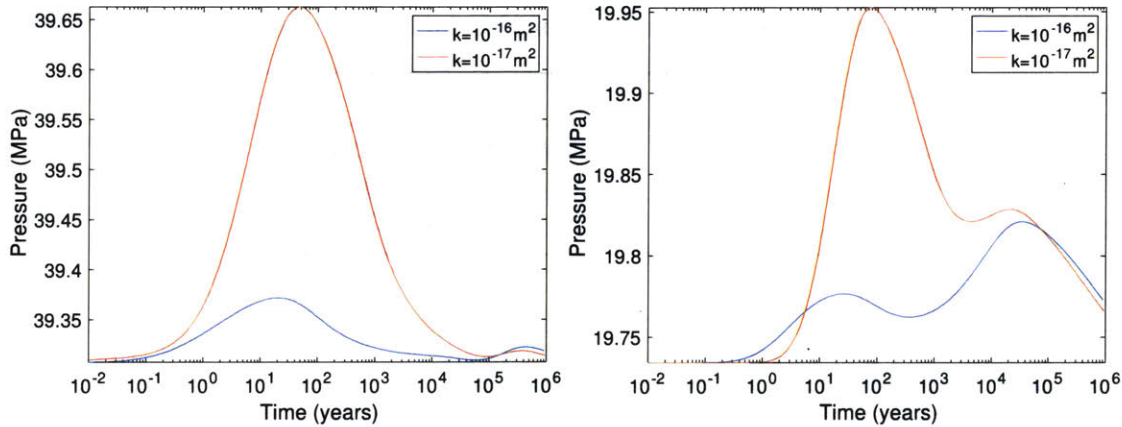 39.65
39.6
39.55
39.5
39.45
39.4
39.35
Pressure (MPa)
k=10⁻¹⁶m²
k=10⁻¹⁷m²
10⁻² 10⁻¹ 10⁰ 10¹ 10² 10³ 10⁴ 10⁵ 10⁶
Time (years)
19.95
19.9
19.85
19.8
19.75
Pressure (MPa)
k=10⁻¹⁶m²
k=10⁻¹⁷m²
10⁻² 10⁻¹ 10⁰ 10¹ 10² 10³ 10⁴ 10⁵ 10⁶
Time (years)